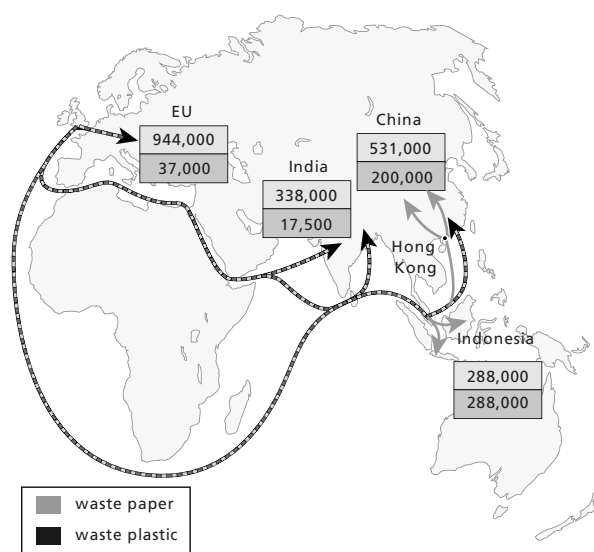 EU
944,000
37,000
China
531,000
200,000
India
338,000
17,500
Hong
Kong
Indonesia
288,000
288,000
waste paper
waste plastic